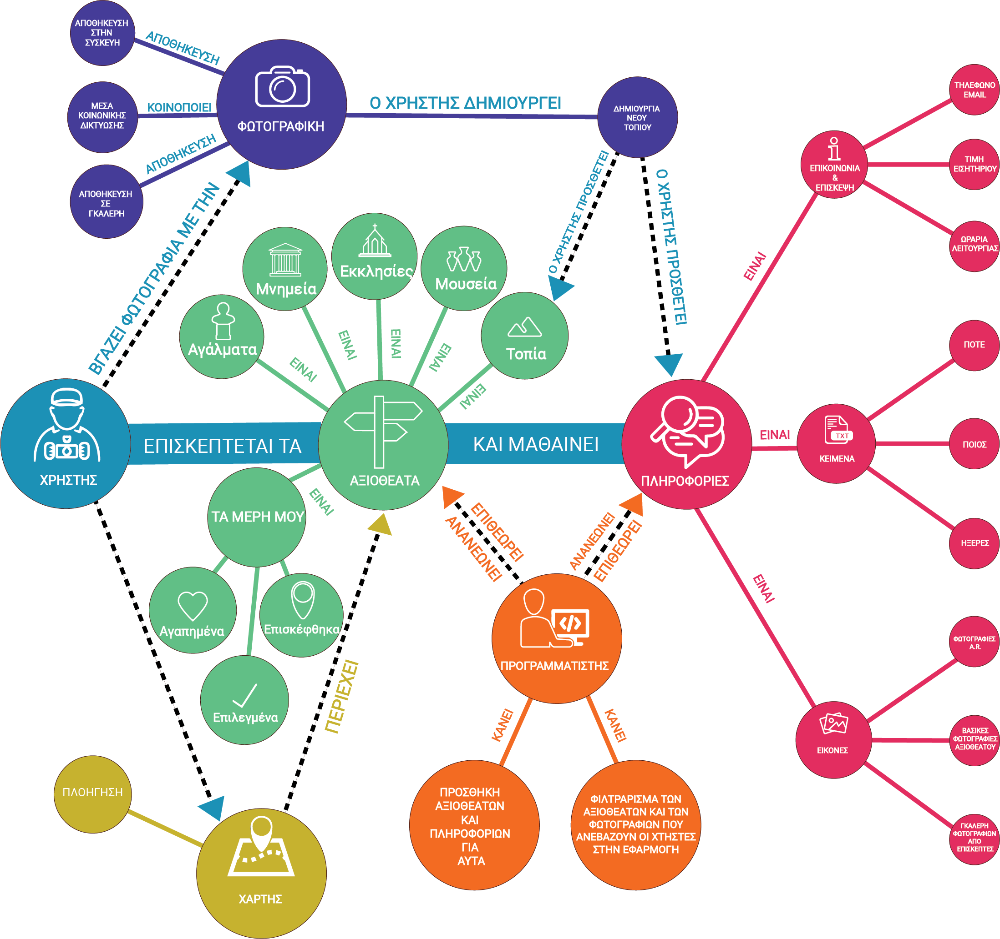 ΑΠΟΘΗΚΕΥΣΗ
ΣΤΗΝ
ΣΥΣΚΕΥΗ
ΑΠΟΘΗΚΕΥΣΗ
ΜΕΣΑ
ΚΟΙΝΩΝΙΚΗΣ
ΔΙΚΤΥΩΣΗΣ
ΚΟΙΝΟΠΟΙΕΙ
ΑΠΟΘΗΚΕΥΣΗ
ΣΕ
ΓΚΑΛΕΡΗ
ΑΠΟΘΗΚΕΥΣΗ
ΦΩΤΟΓΡΑΦΙΚΗ
Ο ΧΡΗΣΤΗΣ ΔΗΜΙΟΥΡΓΕΙ
ΔΗΜΙΟΥΡΓΙΑ
ΝΕΟΥ
ΤΟΠΙΟΥ
Ο ΧΡΗΣΤΗΣ ΠΡΟΣΘΕΤΕΙ
Ο ΧΡΗΣΤΗΣ ΠΡΟΣΘΕΤΕΙ
ΒΓΑΖΕΙ ΦΩΤΟΓΡΑΦΙΑ ΜΕ ΤΗΝ
Αγάλματα
Μνημεία
Εκκλησίες
Μουσεία
Τοπία
ΕΙΝΑΙ
ΕΙΝΑΙ
ΕΙΝΑΙ
ΕΙΝΑΙ
ΕΙΝΑΙ
ΧΡΗΣΤΗΣ
ΕΠΙΣΚΕΠΤΕΤΑΙ ΤΑ
ΑΞΙΟΘΕΑΤΑ
ΚΑΙ ΜΑΘΑΙΝΕΙ
ΠΛΗΡΟΦΟΡΙΕΣ
ΕΙΝΑΙ
ΕΠΙΚΟΙΝΩΝΙΑ
&
ΕΠΙΣΚΕΨΗ
ΤΗΛΕΦΩΝΟ
EMAIL
ΤΙΜΗ
ΕΙΣΗΤΗΡΙΟΥ
ΩΡΑΡΙΑ
ΛΕΙΤΟΥΡΓΙΑΣ
ΕΙΝΑΙ
TXT
ΚΕΙΜΕΝΑ
ΠΟΤΕ
ΠΟΙΟΣ
ΗΞΕΡΕΣ
ΕΙΝΑΙ
ΕΙΚΟΝΕΣ
ΦΩΤΟΓΡΑΦΙΕΣ
A.R.
ΒΑΣΙΚΕΣ
ΦΩΤΟΓΡΑΦΙΕΣ
ΑΞΙΟΘΕΑΤΟΥ
ΓΚΑΛΕΡΗ
ΦΩΤΟΓΡΑΦΙΩΝ
ΑΠΟ
ΕΠΙΣΚΕΠΤΕΣ
ΕΙΝΑΙ
ΤΑ ΜΕΡΗ ΜΟΥ
Αγαπημένα
Επισκέφθηκα
Επιλεγμένα
ΠΕΡΙΕΧΕΙ
ΠΛΟΗΓΗΣΗ
ΧΑΡΤΗΣ
ΕΠΙΘΕΩΡΕΙ
ΑΝΑΝΕΩΝΕΙ
ΑΝΑΝΕΩΝΕΙ
ΕΠΙΘΕΩΡΕΙ
ΠΡΟΓΡΑΜΜΑΤΙΣΤΗΣ
ΚΑΝΕΙ
ΚΑΝΕΙ
ΠΡΟΣΘΗΚΗ
ΑΞΙΟΘΕΑΤΩΝ
ΚΑΙ
ΠΛΗΡΟΦΟΡΙΩΝ
ΓΙΑ
ΑΥΤΑ
ΦΙΛΤΡΑΡΙΣΜΑ ΤΩΝ
ΑΞΙΟΘΕΑΤΩΝ ΚΑΙ ΤΩΝ
ΦΩΤΟΓΡΑΦΙΩΝ ΠΟΥ
ΑΝΕΒΑΖΟΥΝ ΟΙ ΧΤΗΣΤΕΣ
ΣΤΗΝ ΕΦΑΡΜΟΓΗ